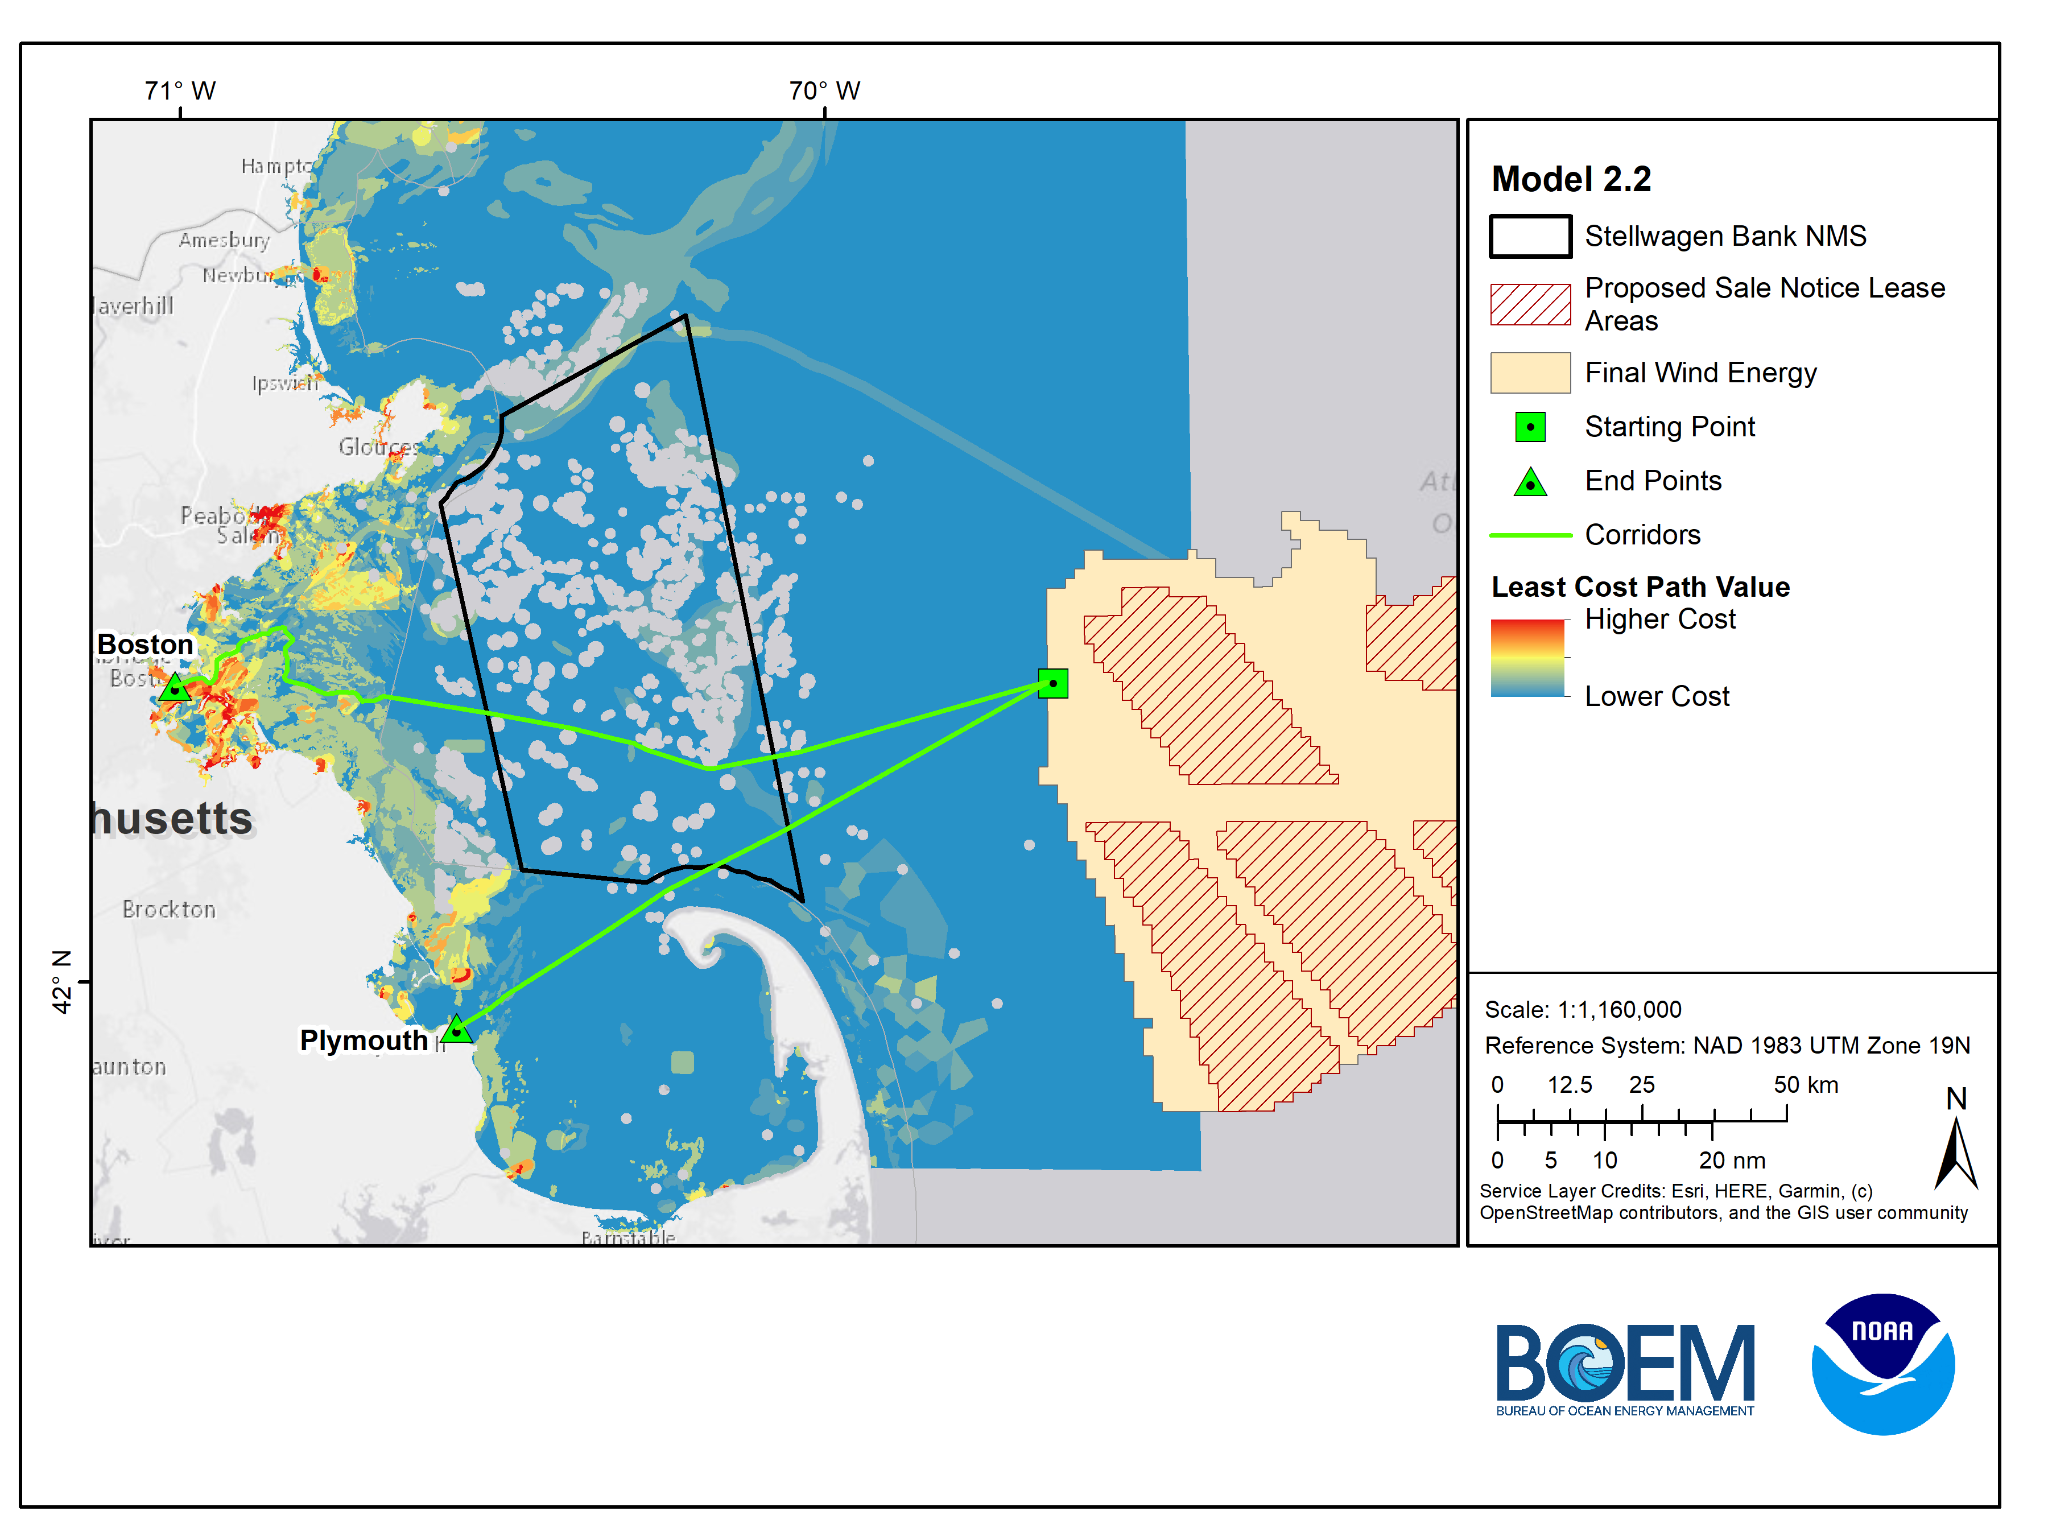 71° W
70° W
42° N
Hampto
Amesbury
Newbu
laverhill
Ipswich
Glouces
Peabody
Salem
Boston
Bost
husetts
Brockton
Plymouth
aunton
Barnstable
Atl
O
Model 2.2
Stellwagen Bank NMS
Proposed Sale Notice Lease
Areas
Final Wind Energy
Starting Point
End Points
Corridors
Least Cost Path Value
Higher Cost
Lower Cost
Scale: 1:1,160,000
Reference System: NAD 1983 UTM Zone 19N
0 12.5 25 50 km
0 5 10 20 nm
N
Service Layer Credits: Esri, HERE, Garmin, (c)
OpenStreetMap contributors, and the GIS user community
BOEM
BUREAU OF OCEAN ENERGY MANAGEMENT
NOAA